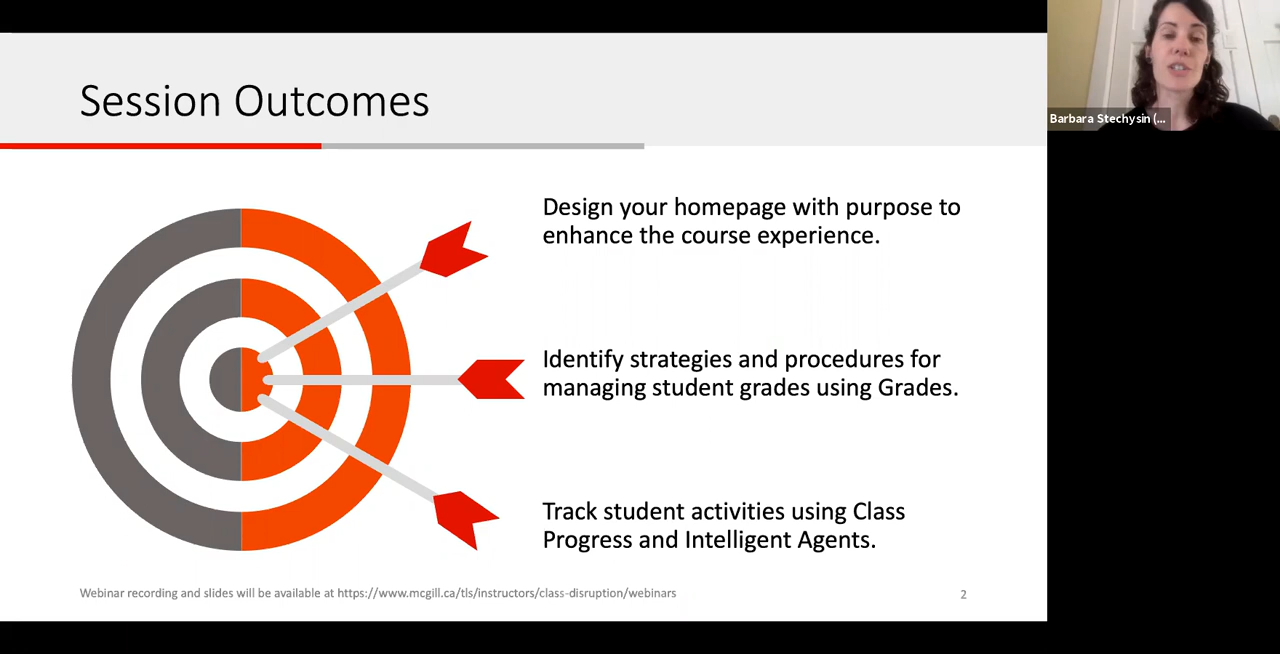 Session Outcomes
Barbara Stechysin (...
Design your homepage with purpose to
enhance the course experience.
Identify strategies and procedures for
managing student grades using Grades.
Track student activities using Class
Progress and Intelligent Agents.
Webinar recording and slides will be available at https://www.mcgill.ca/tls/instructors/class-disruption/webinars
2